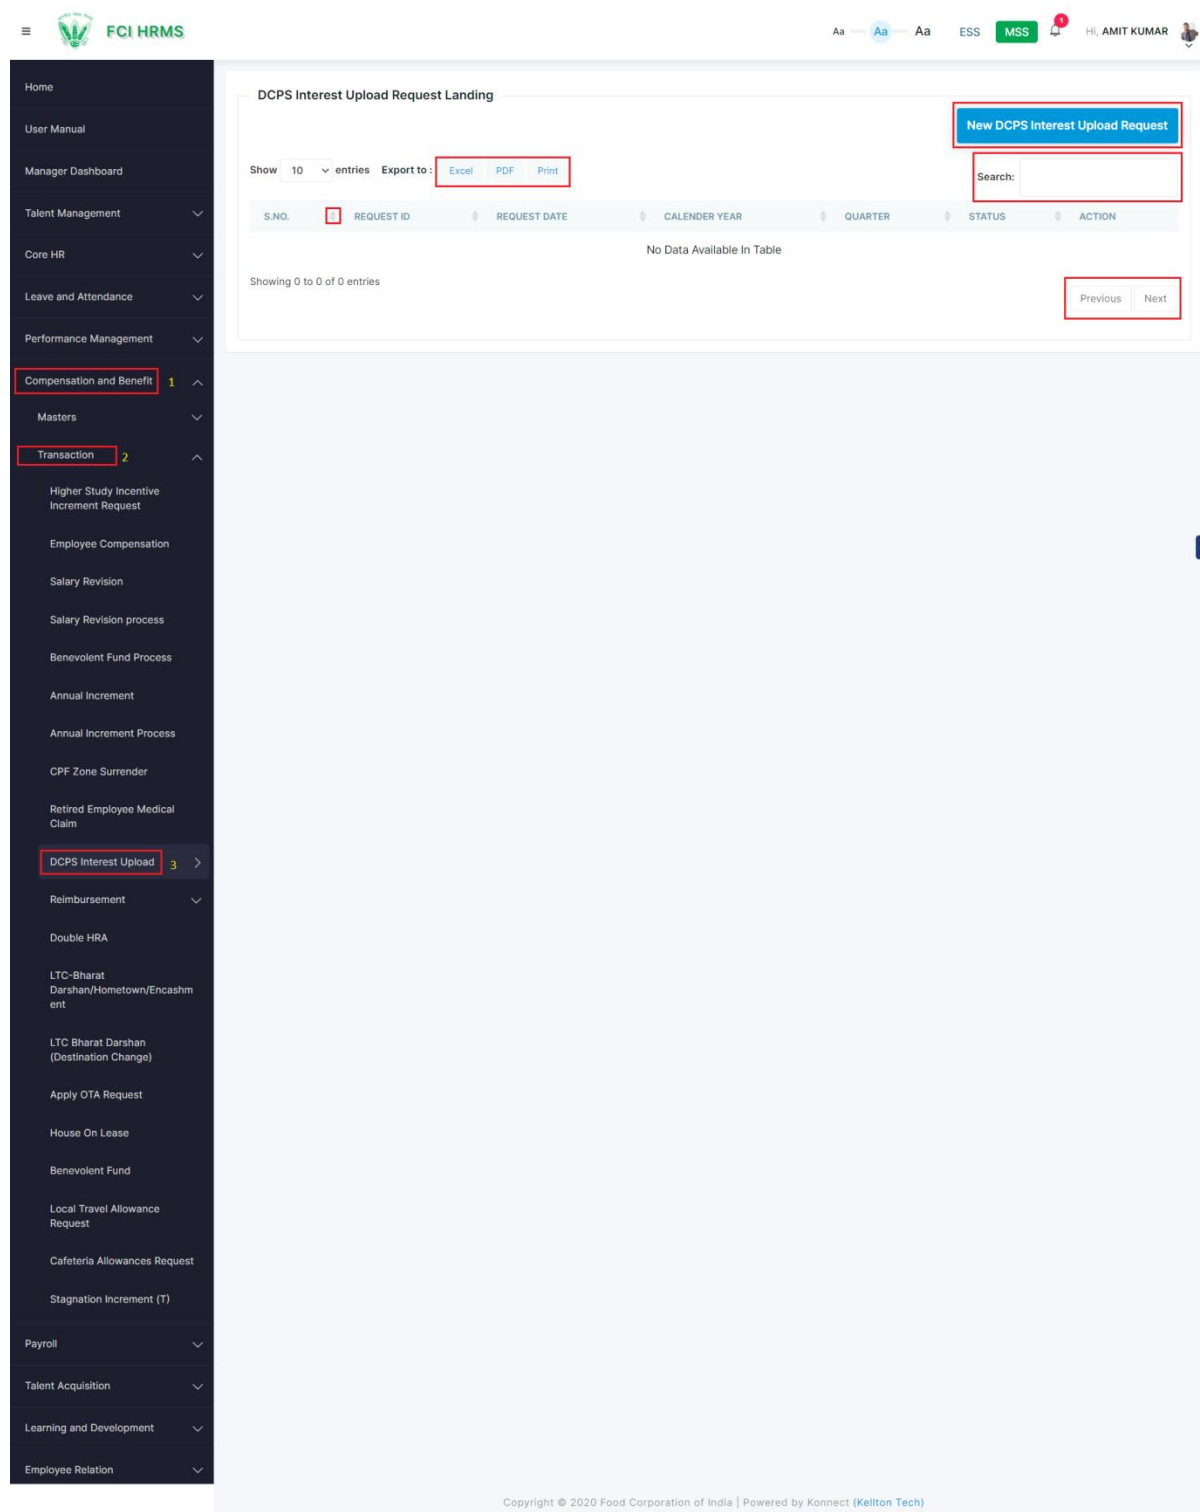 FCI HRMS
Aa Aa Aa ESS MSS 1 Hi, AMIT KUMAR
Home
User Manual
Manager Dashboard
Talent Management
Core HR
Leave and Attendance
Performance Management
Compensation and Benefit 1
Masters
Transaction 2
Higher Study Incentive
Increment Request
Employee Compensation
Salary Revision
Salary Revision process
Benevolent Fund Process
Annual Increment
Annual Increment Process
CPF Zone Surrender
Retired Employee Medical
Claim
DCPS Interest Upload 3
Reimbursement
Double HRA
LTC-Bharat
Darshan/Hometown/Encashm
ent
LTC Bharat Darshan
(Destination Change)
Apply OTA Request
House On Lease
Benevolent Fund
Local Travel Allowance
Request
Cafeteria Allowances Request
Stagnation Increment (T)
Payroll
Talent Acquisition
Learning and Development
Employee Relation
DCPS Interest Upload Request Landing
New DCPS Interest Upload Request
Show 10 entries Export to : Excel PDF Print
Search:
S.NO. REQUEST ID REQUEST DATE CALENDER YEAR QUARTER STATUS ACTION
No Data Available In Table
Showing 0 to 0 of 0 entries
Previous Next
Copyright © 2020 Food Corporation of India | Powered by Konnect (Kellton Tech)